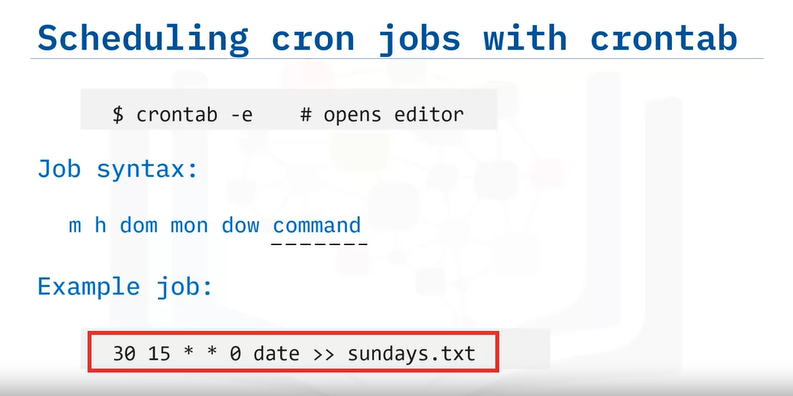 Scheduling cron jobs with crontab
$ crontab -e    # opens editor
Job syntax:
m h dom mon dow command
Example job:
30 15 * * 0 date >> sundays.txt